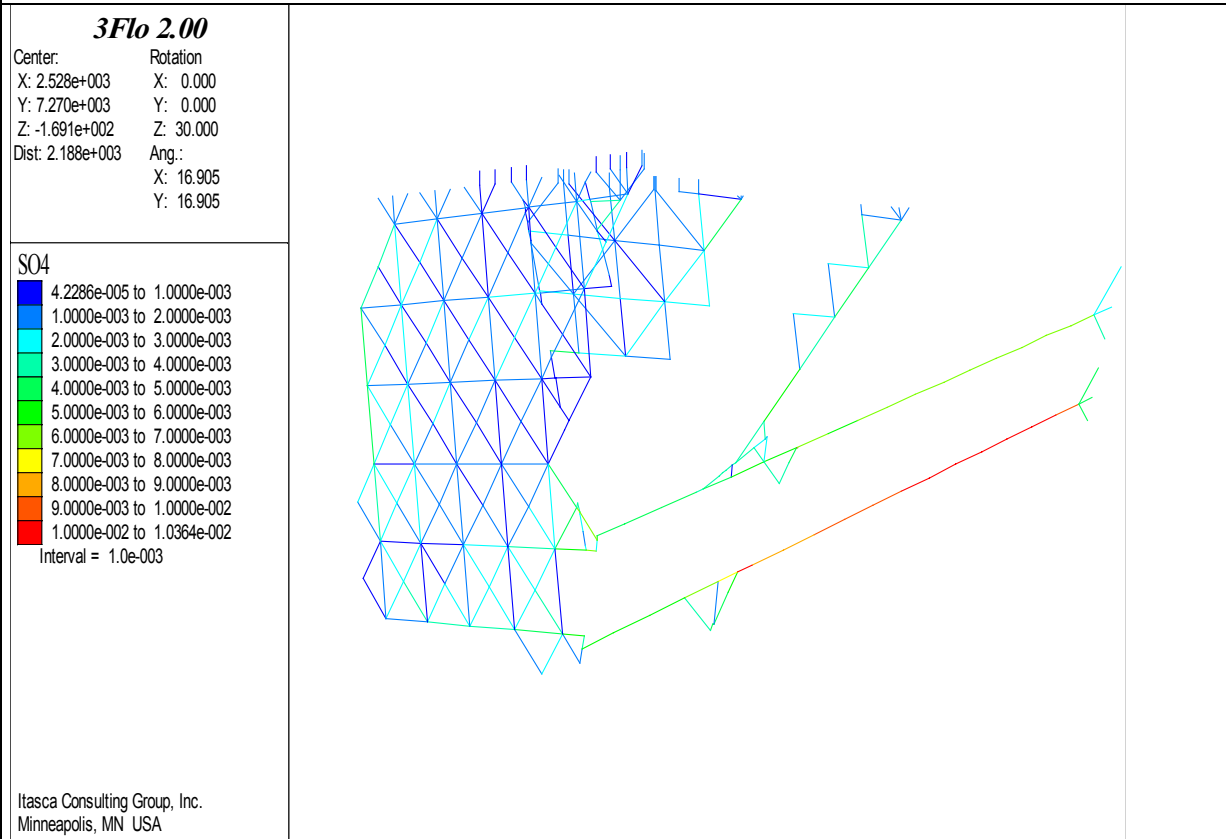 3Flo 2.00
Center: Rotation
X: 2.528e+003 X: 0.000
Y: 7.270e+003 Y: 0.000
Z: -1.691e+002 Z: 30.000
Dist: 2.188e+003 Ang.:
X: 16.905
Y: 16.905
SO4
4.2286e-005 to 1.0000e-003
1.0000e-003 to 2.0000e-003
2.0000e-003 to 3.0000e-003
3.0000e-003 to 4.0000e-003
4.0000e-003 to 5.0000e-003
5.0000e-003 to 6.0000e-003
6.0000e-003 to 7.0000e-003
7.0000e-003 to 8.0000e-003
8.0000e-003 to 9.0000e-003
9.0000e-003 to 1.0000e-002
1.0000e-002 to 1.0364e-002
Interval = 1.0e-003
Itasca Consulting Group, Inc.
Minneapolis, MN USA